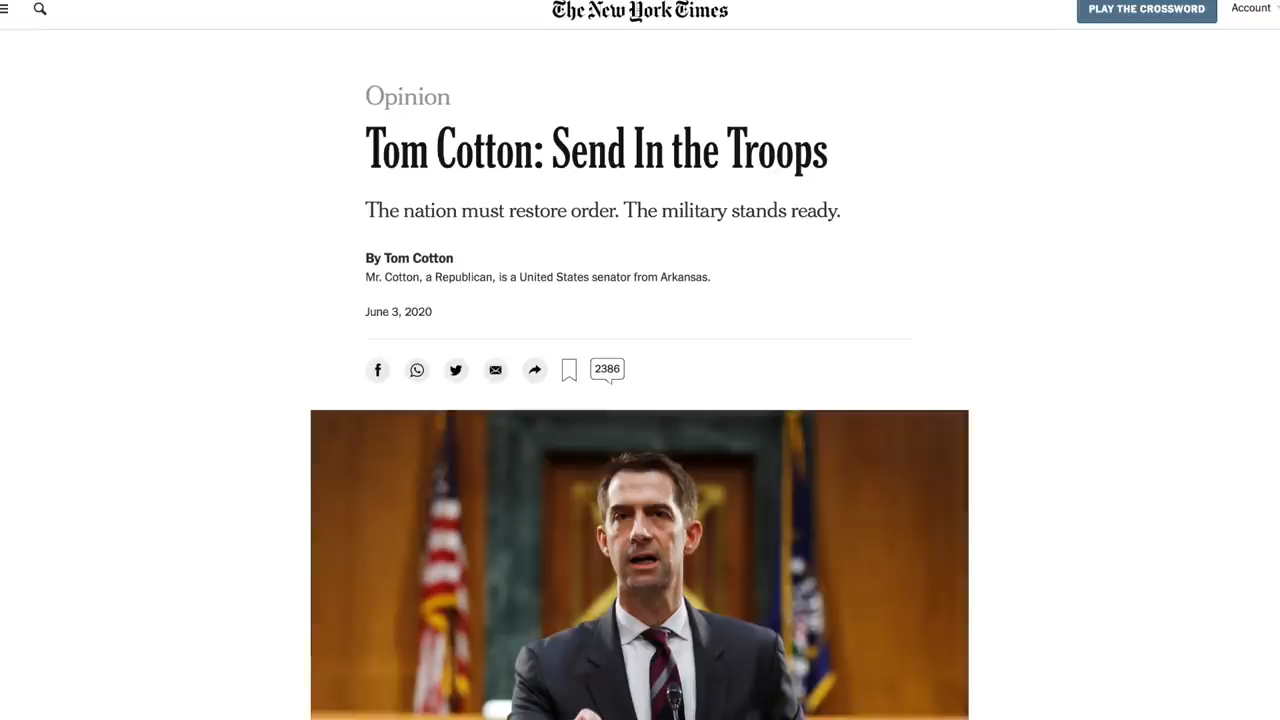 The New York Times
PLAY THE CROSSWORD
Account
Opinion
Tom Cotton: Send In the Troops
The nation must restore order. The military stands ready.
By Tom Cotton
Mr. Cotton, a Republican, is a United States senator from Arkansas.
June 3, 2020
2386